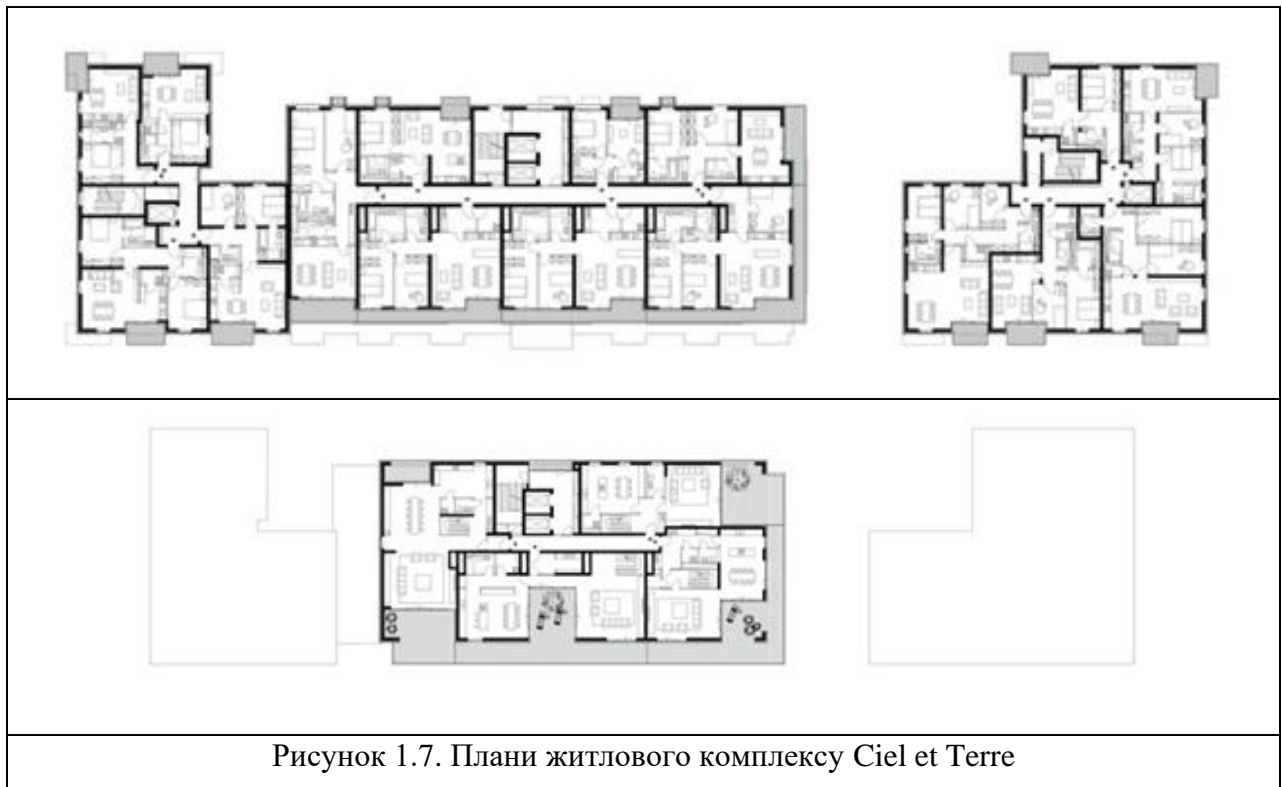 Рисунок 1.7. Плани житлового комплексу Ciel et Terre